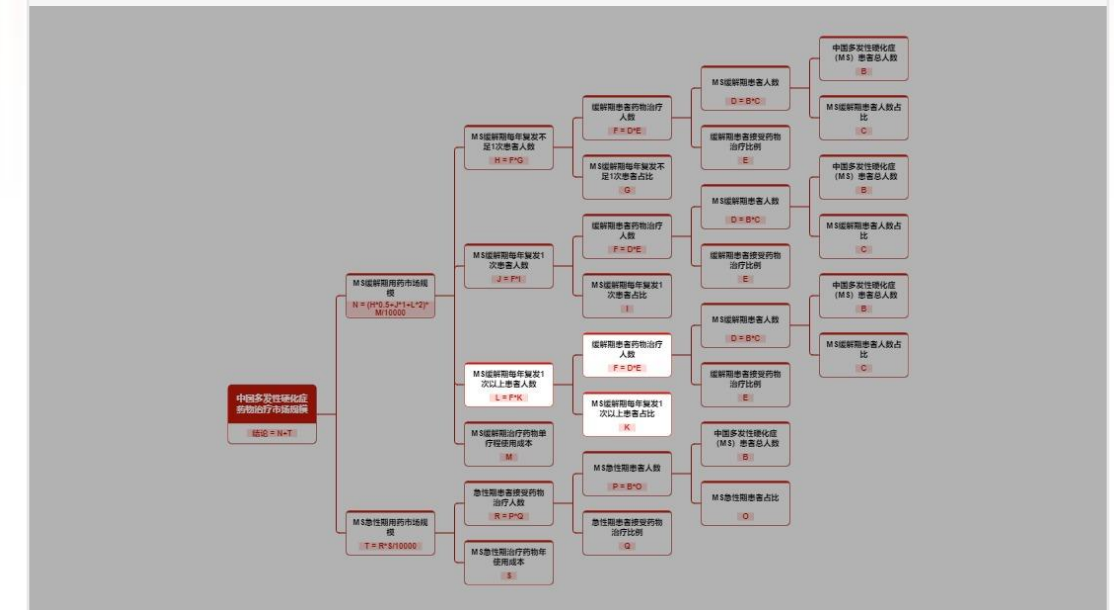 中国多发性硬化症
药物治疗市场规模
结论 = N+T
MS缓解期用药市场规
模
N = (H*0.5+J*1+L*2)*
M/10000
MS缓解期每年复发不
足1次患者人数
H = F*G
缓解期患者药物治疗
人数
F = D*E
MS缓解期患者人数
D = B*C
中国多发性硬化症
（MS）患者总人数
B
MS缓解期患者人数占
比
C
缓解期患者接受药物
治疗比例
E
MS缓解期每年复发不
足1次患者占比
G
MS缓解期每年复发1
次患者人数
J = F*I
缓解期患者药物治疗
人数
F = D*E
MS缓解期患者人数
D = B*C
中国多发性硬化症
（MS）患者总人数
B
MS缓解期患者人数占
比
C
缓解期患者接受药物
治疗比例
E
MS缓解期每年复发1
次患者占比
I
MS缓解期每年复发1
次以上患者人数
L = F*K
缓解期患者药物治疗
人数
F = D*E
MS缓解期患者人数
D = B*C
中国多发性硬化症
（MS）患者总人数
B
MS缓解期患者人数占
比
C
缓解期患者接受药物
治疗比例
E
MS缓解期每年复发1
次以上患者占比
K
MS缓解期治疗药物单
疗程使用成本
M
MS急性期用药市场规
模
T = R*S/10000
急性期患者接受药物
治疗人数
R = P*Q
MS急性期患者人数
P = B*O
中国多发性硬化症
（MS）患者总人数
B
MS急性期患者占比
O
急性期患者接受药物
治疗比例
Q
MS急性期治疗药物年
使用成本
S